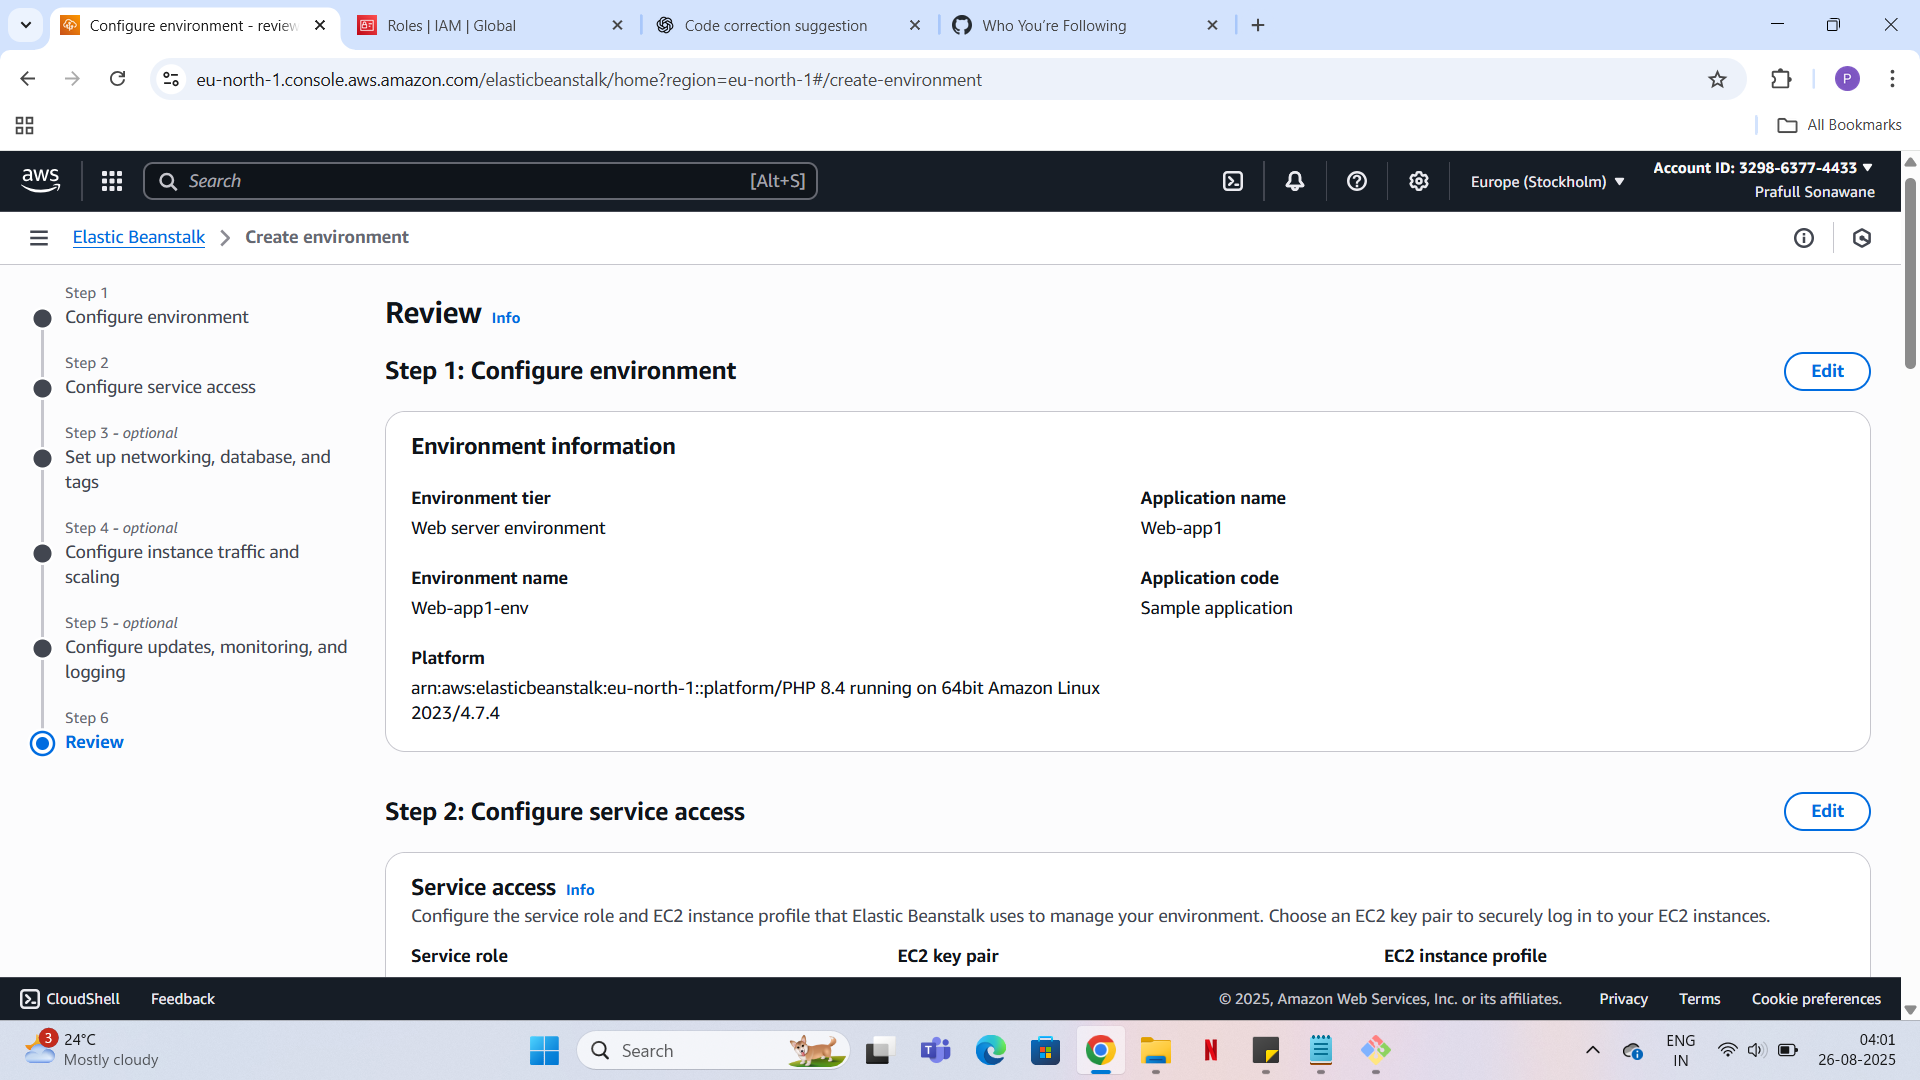 Configure environment - review
Roles | IAM | Global
Code correction suggestion
Who You're Following
eu-north-1.console.aws.amazon.com/elasticbeanstalk/home?region=eu-north-1#/create-environment
P
All Bookmarks
aws
Search
[Alt+S]
Europe (Stockholm)
Account ID: 3298-6377-4433
Prafull Sonawane
Elastic Beanstalk
Create environment
Step 1
Configure environment
Step 2
Configure service access
Step 3 - optional
Set up networking, database, and
tags
Step 4 - optional
Configure instance traffic and
scaling
Step 5 - optional
Configure updates, monitoring, and
logging
Step 6
Review
Review Info
Step 1: Configure environment
Edit
Environment information
Environment tier
Web server environment
Application name
Web-app1
Environment name
Web-app1-env
Application code
Sample application
Platform
arn:aws:elasticbeanstalk:eu-north-1::platform/PHP 8.4 running on 64bit Amazon Linux
2023/4.7.4
Step 2: Configure service access
Edit
Service access Info
Configure the service role and EC2 instance profile that Elastic Beanstalk uses to manage your environment. Choose an EC2 key pair to securely log in to your EC2 instances.
Service role
EC2 key pair
EC2 instance profile
CloudShell
Feedback
© 2025, Amazon Web Services, Inc. or its affiliates.
Privacy
Terms
Cookie preferences
3
24°C
Mostly cloudy
Search
N
ENG
IN
04:01
26-08-2025